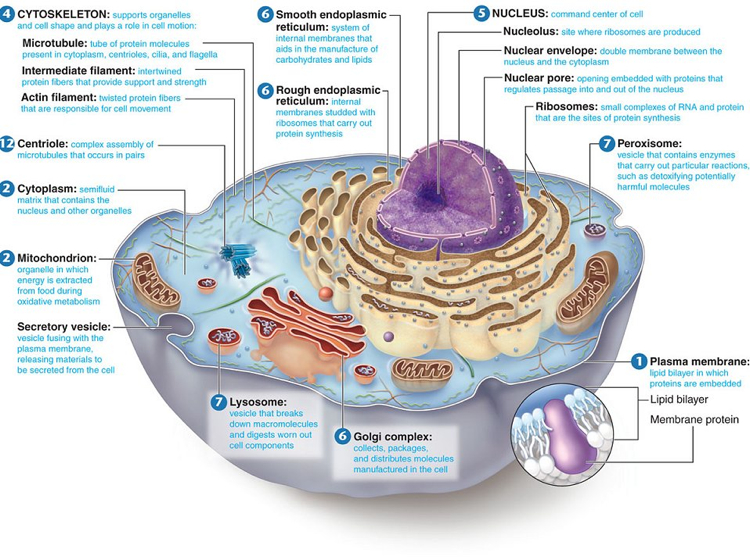 4 CYTOSKELETON: supports organelles
and cell shape and plays a role in cell motion:
Microtubule: tube of protein molecules
present in cytoplasm, centrioles, cilia, and flagella
Intermediate filament: intertwined
protein fibers that provide support and strength
Actin filament: twisted protein fibers
that are responsible for cell movement
12 Centriole: complex assembly of
microtubules that occurs in pairs
2 Cytoplasm: semifluid
matrix that contains the
nucleus and other organelles
2 Mitochondrion:
organelle in which
energy is extracted
from food during
oxidative metabolism
Secretory vesicle:
vesicle fusing with the
plasma membrane,
releasing materials to
be secreted from the cell
6 Smooth endoplasmic
reticulum: system of
internal membranes that
aids in the manufacture of
carbohydrates and lipids
6 Rough endoplasmic
reticulum: internal
membranes studded with
ribosomes that carry out
protein synthesis
5 NUCLEUS: command center of cell
Nucleolus: site where ribosomes are produced
Nuclear envelope: double membrane between the
nucleus and the cytoplasm
Nuclear pore: opening embedded with proteins that
regulates passage into and out of the nucleus
Ribosomes: small complexes of RNA and protein
that are the sites of protein synthesis
7 Peroxisome:
vesicle that contains enzymes
that carry out particular reactions,
such as detoxifying potentially
harmful molecules
1 Plasma membrane:
lipid bilayer in which
proteins are embedded
Lipid bilayer
Membrane protein
7 Lysosome:
vesicle that breaks
down macromolecules
and digests worn out
cell components
6 Golgi complex:
collects, packages,
and distributes molecules
manufactured in the cell